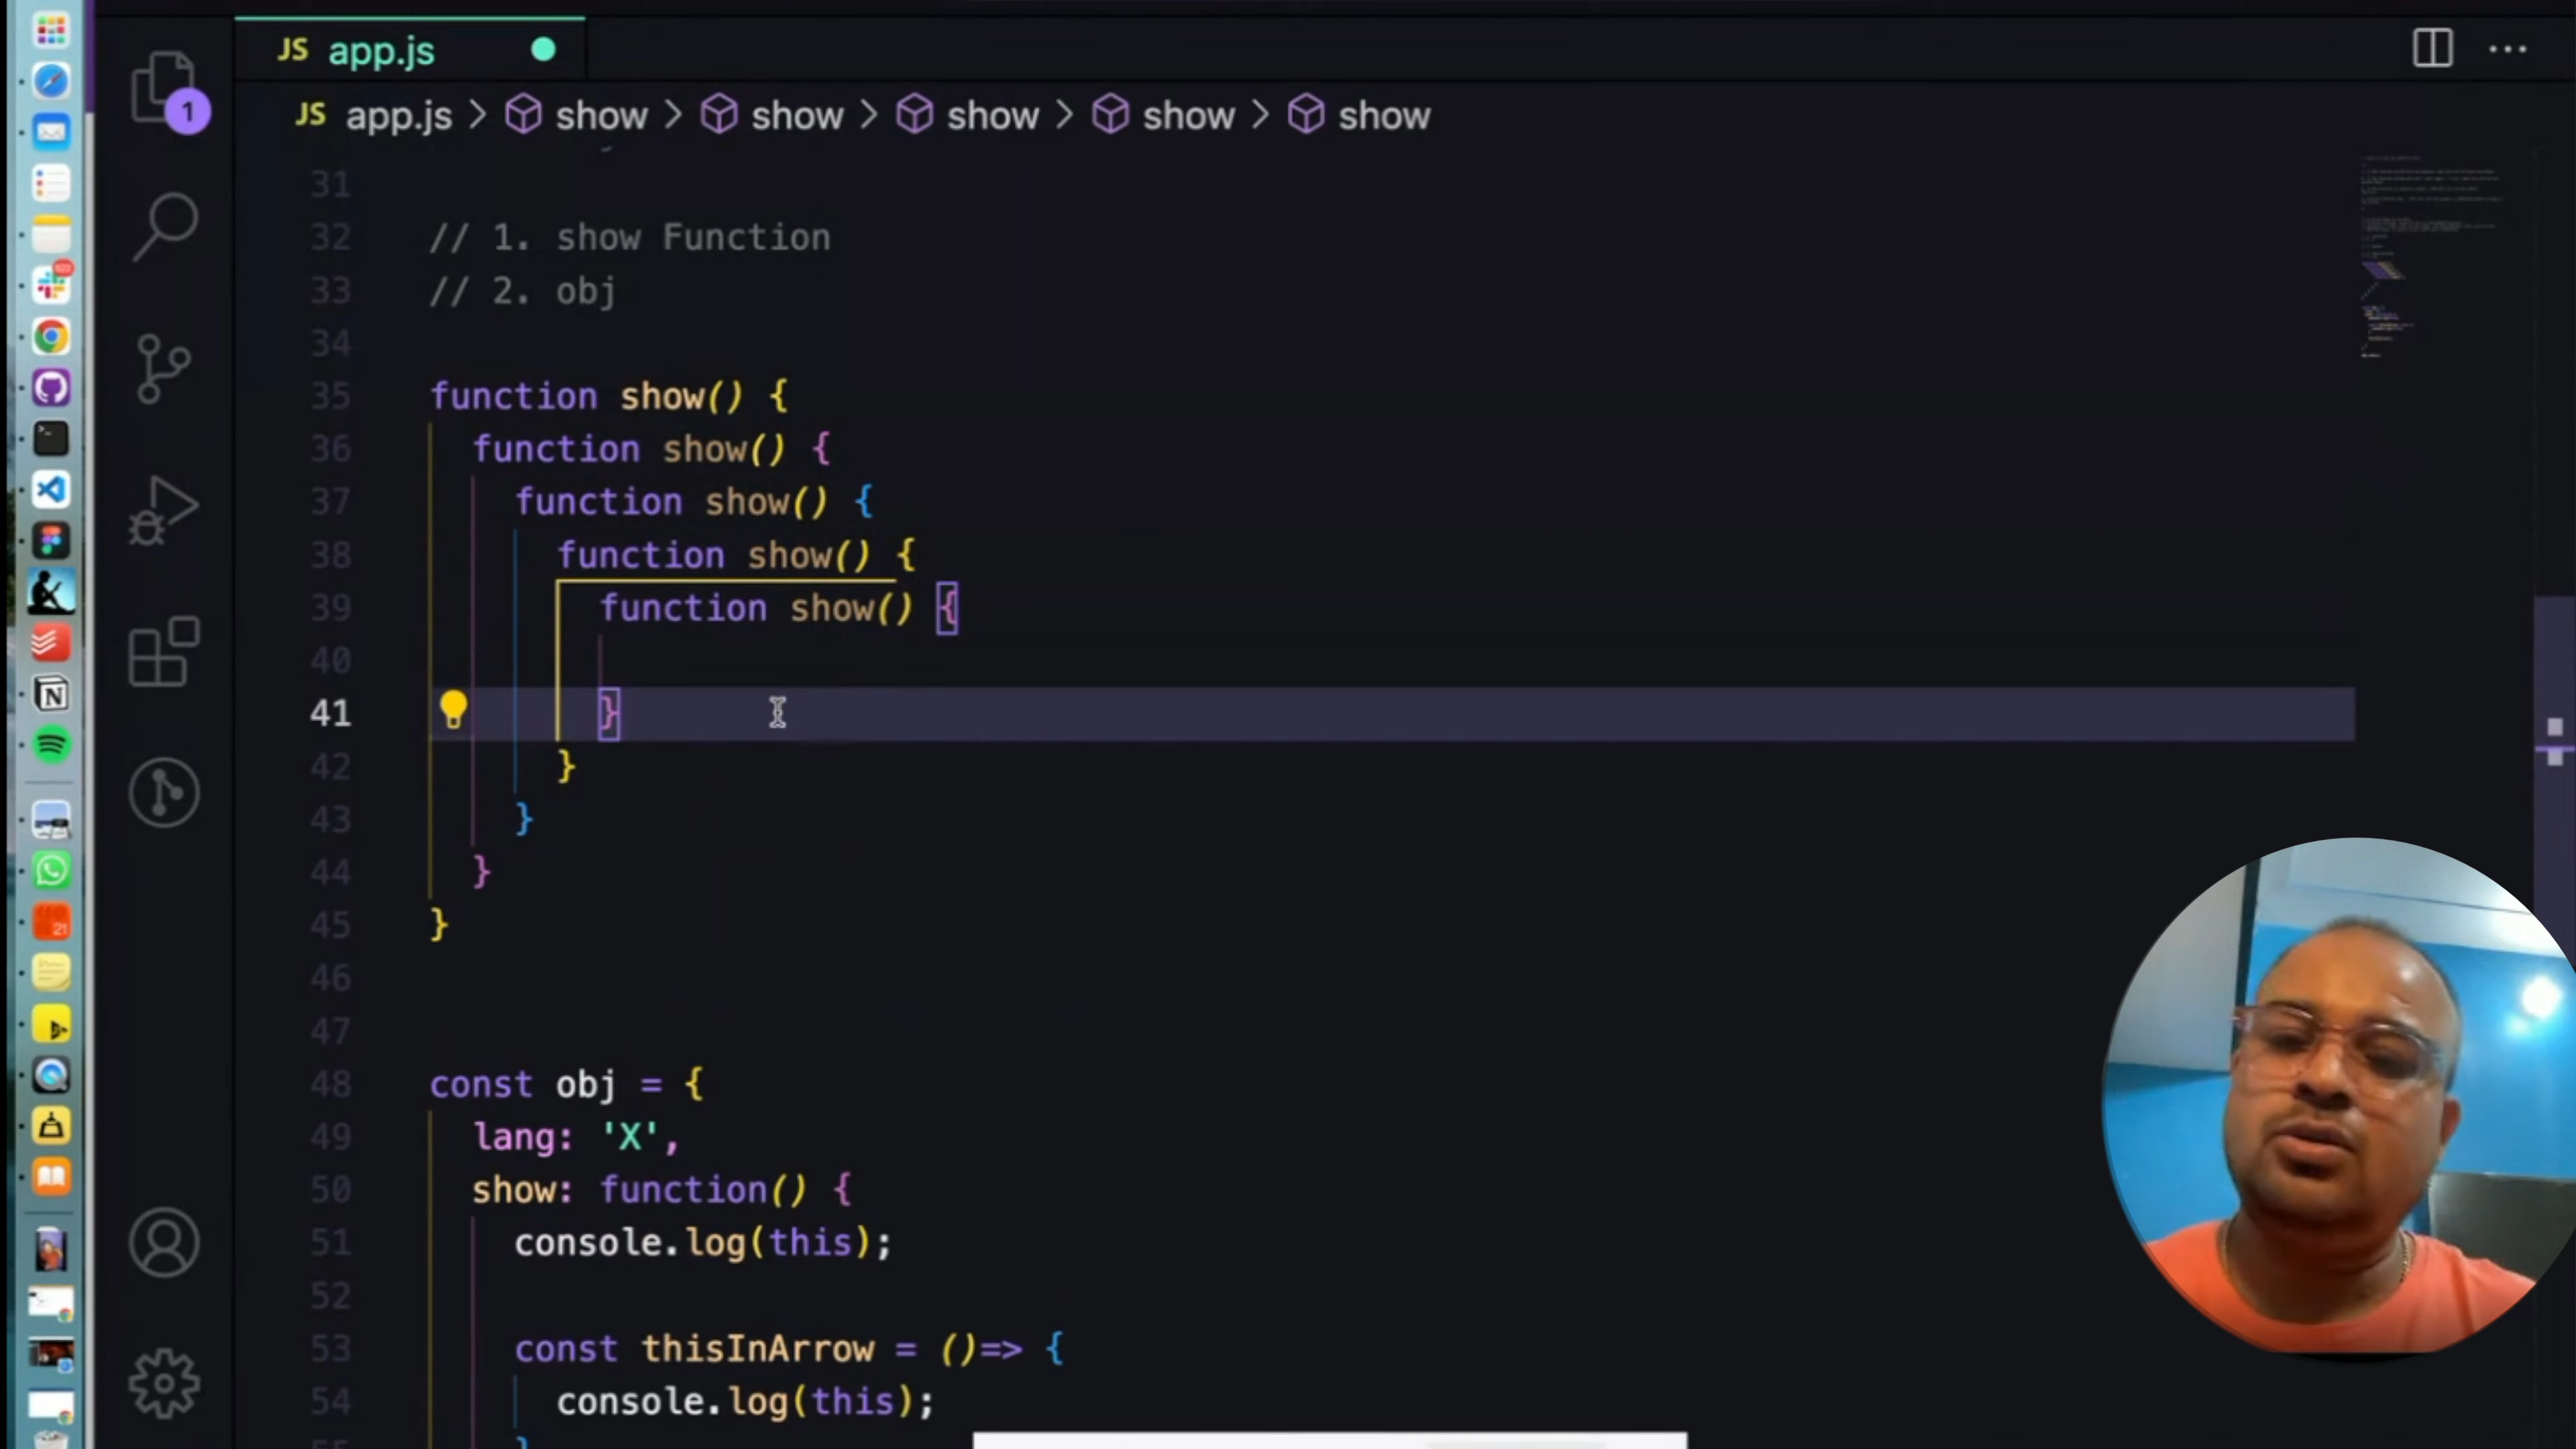 JS app.js
1
JS app.js > show > show > show > show > show
31
32 // 1. show Function
33 // 2. obj
34
35 function show() {
36 function show() {
37 function show() {
38 function show() {
39 function show() {
40
41 }
42 }
43 }
44 }
45 }
46
47
48 const obj = {
49 lang: 'X',
50 show: function() {
51 console.log(this);
52
53 const thisInArrow = ()=> {
54 console.log(this);
21